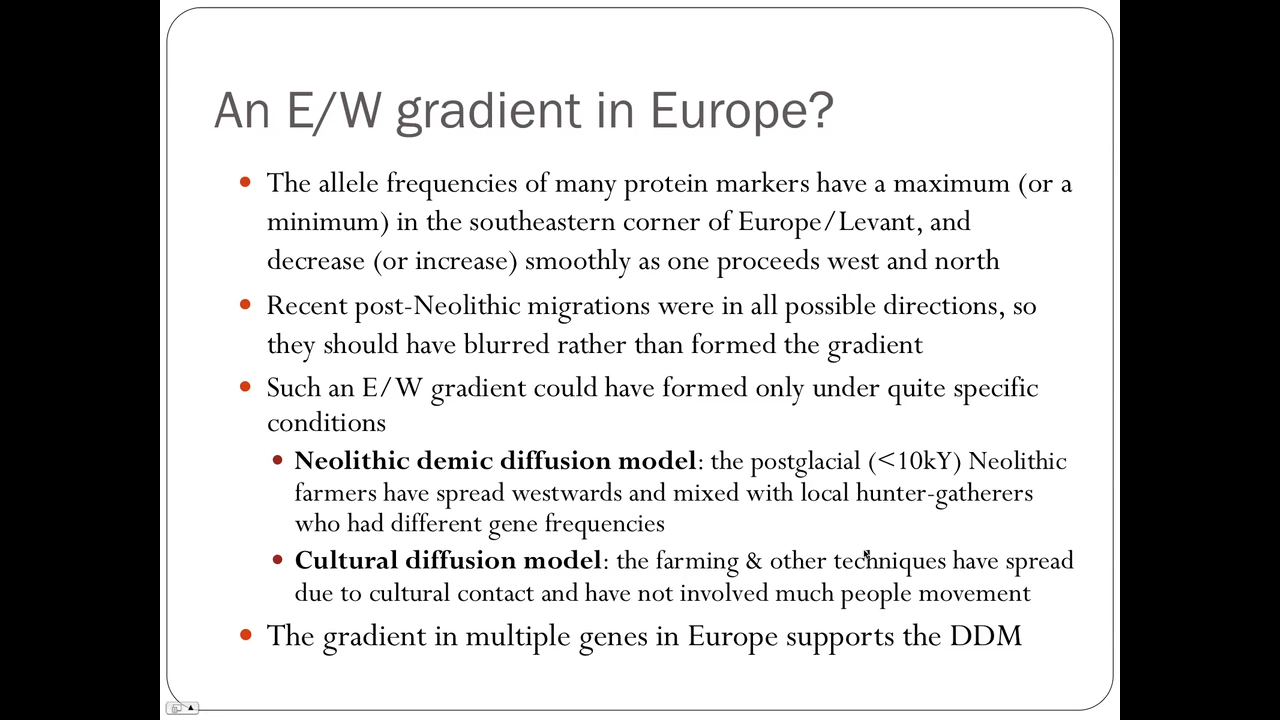 An E/W gradient in Europe?
• The allele frequencies of many protein markers have a maximum (or a
minimum) in the southeastern corner of Europe/Levant, and
decrease (or increase) smoothly as one proceeds west and north
• Recent post-Neolithic migrations were in all possible directions, so
they should have blurred rather than formed the gradient
• Such an E/W gradient could have formed only under quite specific
conditions
• Neolithic demic diffusion model: the postglacial (<10kY) Neolithic
farmers have spread westwards and mixed with local hunter-gatherers
who had different gene frequencies
• Cultural diffusion model: the farming & other techniques have spread
due to cultural contact and have not involved much people movement
• The gradient in multiple genes in Europe supports the DDM